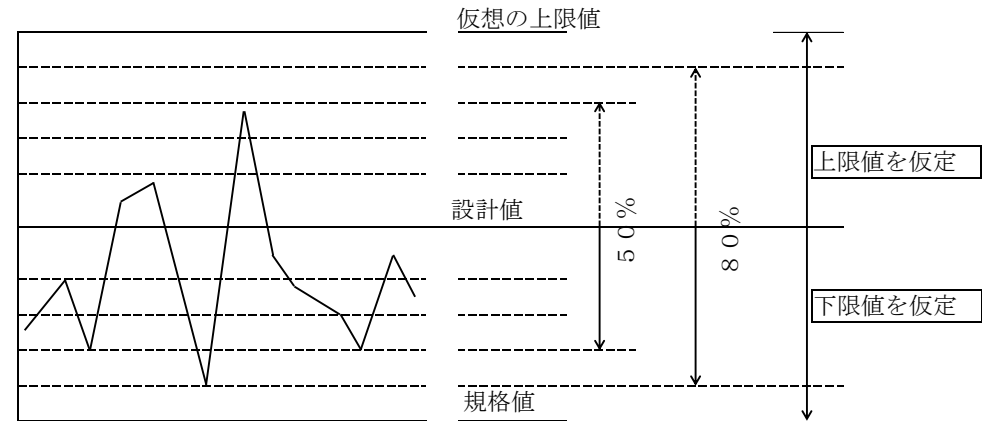 仮想の上限値
上限値を仮定
設計値
５０％
８０％
下限値を仮定
規格値